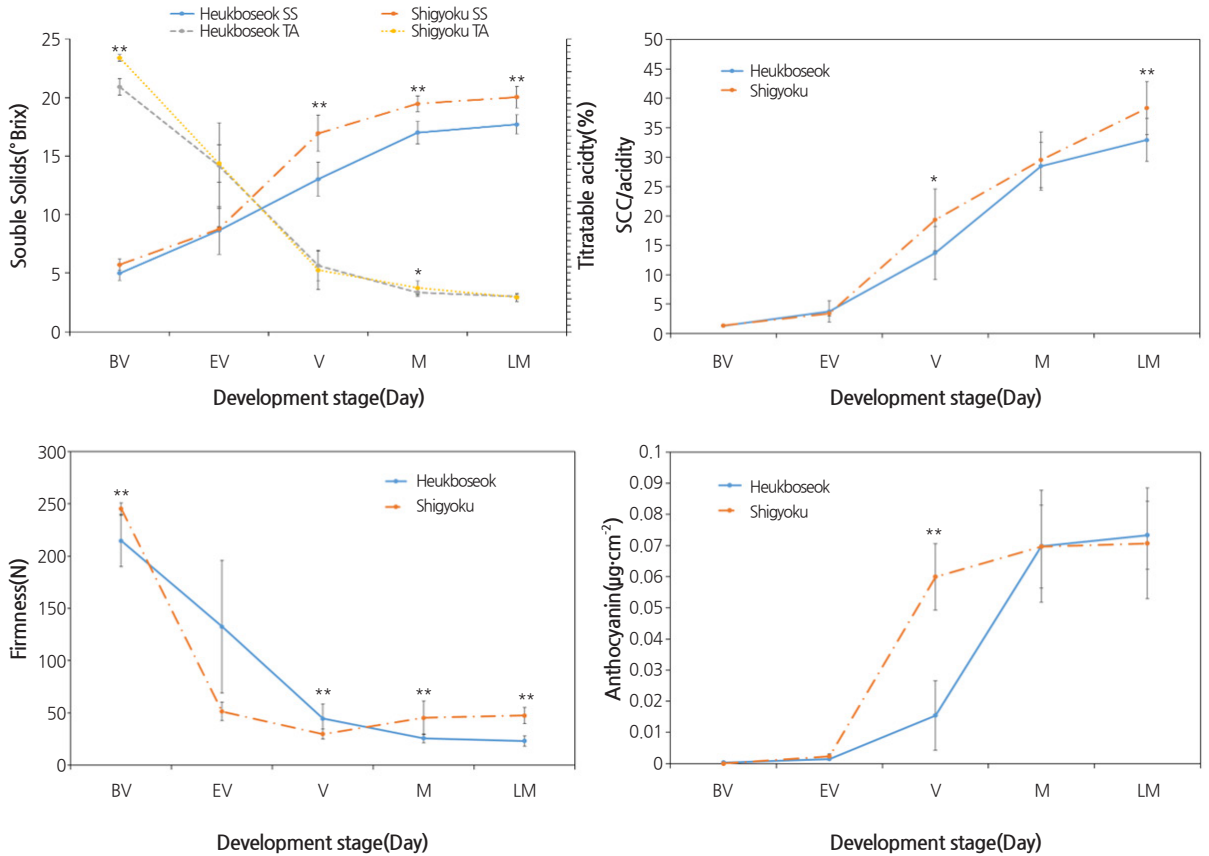 Heukboseok SS
Shigyoku SS
Heukboseok TA
Shigyoku TA
25
20
15
10
5
0
Souble Solids(°Brix)
Titratable acidty(%)
**
**
**
**
*
BV
EV
V
M
LM
Development stage(Day)
50
45
40
35
30
25
20
15
10
5
0
SCC/acidity
Heukboseok
Shigyoku
*
**
BV
EV
V
M
LM
Development stage(Day)
300
250
200
150
100
50
0
Firmness(N)
Heukboseok
Shigyoku
**
**
**
**
BV
EV
V
M
LM
Development stage(Day)
0.1
0.09
0.08
0.07
0.06
0.05
0.04
0.03
0.02
0.01
0
Anthocyanin(μg·cm⁻²)
Heukboseok
Shigyoku
**
BV
EV
V
M
LM
Development stage(Day)